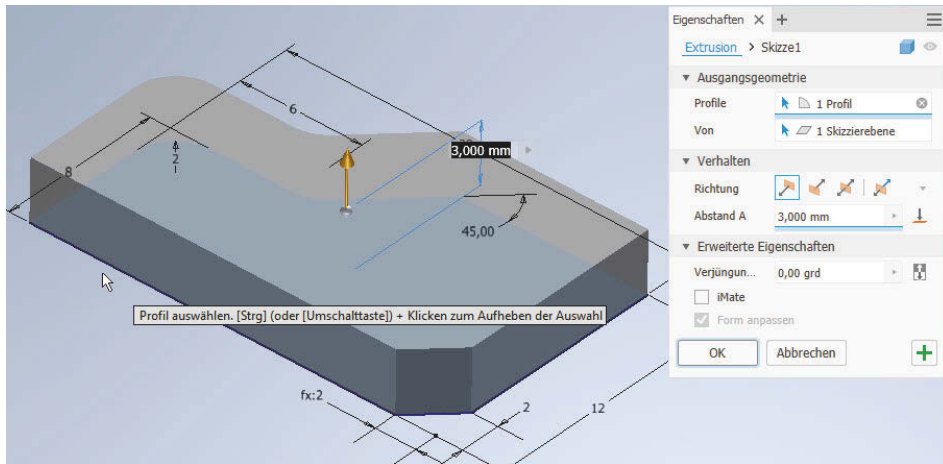 Eigenschaften × +
Extrusion > Skizze1
Ausgangsgeometrie
Profile 1 Profil
Von 1 Skizzierebene
Verhalten
Richtung
Abstand A 3,000 mm
Erweiterte Eigenschaften
Verjüngun... 0,00 grd
iMate
Form anpassen
OK Abbrechen +
6
3,000 mm
8
2
45,00
Profil auswählen. [Strg] (oder [Umschalttaste]) + Klicken zum Aufheben der Auswahl
fx:2
2
12